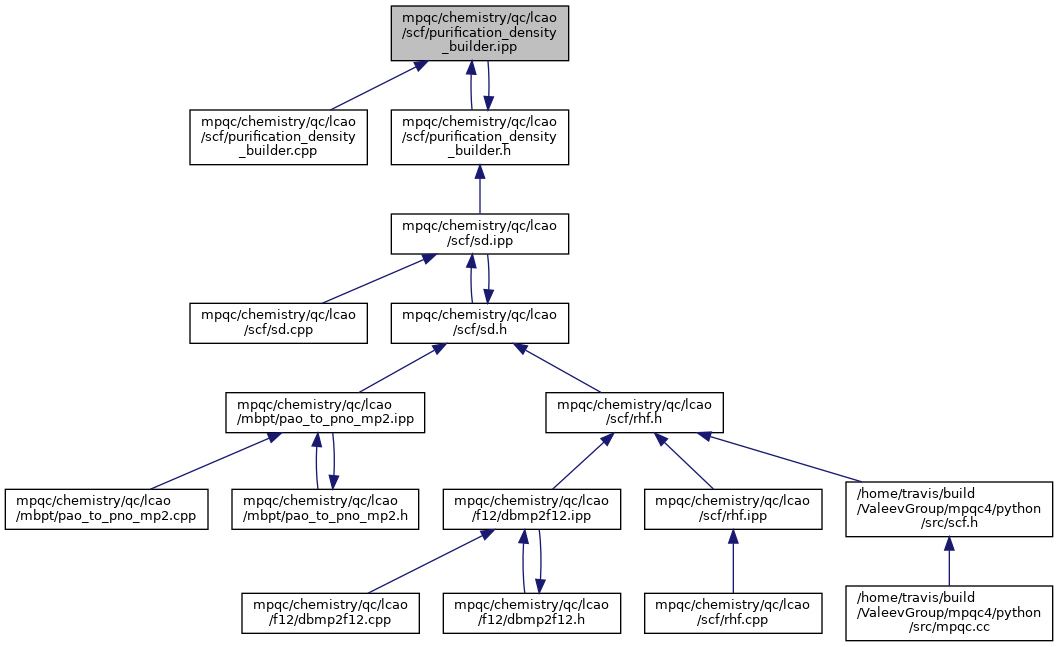 mpqc/chemistry/qc/lcao
/scf/purification_density
_builder.ipp
mpqc/chemistry/qc/lcao
/scf/purification_density
_builder.cpp
mpqc/chemistry/qc/lcao
/scf/purification_density
_builder.h
mpqc/chemistry/qc/lcao
/scf/sd.ipp
mpqc/chemistry/qc/lcao
/scf/sd.cpp
mpqc/chemistry/qc/lcao
/scf/sd.h
mpqc/chemistry/qc/lcao
/mbpt/pao_to_pno_mp2.ipp
mpqc/chemistry/qc/lcao
/scf/rhf.h
mpqc/chemistry/qc/lcao
/mbpt/pao_to_pno_mp2.cpp
mpqc/chemistry/qc/lcao
/mbpt/pao_to_pno_mp2.h
mpqc/chemistry/qc/lcao
/f12/dbmp2f12.ipp
mpqc/chemistry/qc/lcao
/scf/rhf.ipp
/home/travis/build
/ValeevGroup/mpqc4/python
/src/scf.h
mpqc/chemistry/qc/lcao
/f12/dbmp2f12.cpp
mpqc/chemistry/qc/lcao
/f12/dbmp2f12.h
mpqc/chemistry/qc/lcao
/scf/rhf.cpp
/home/travis/build
/ValeevGroup/mpqc4/python
/src/mpqc.cc